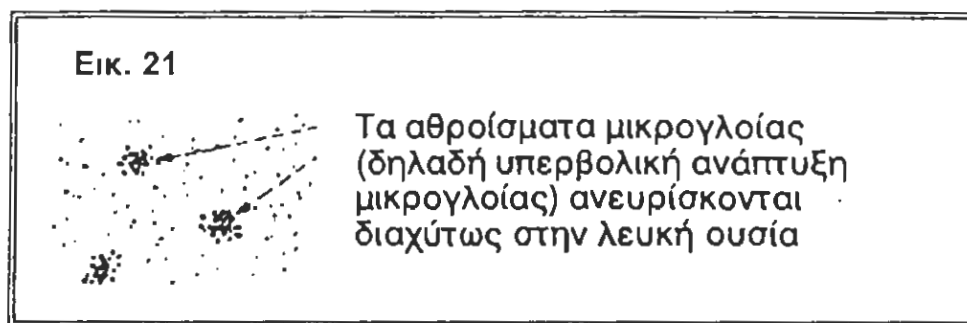 Εικ. 21
Τα αθροίσματα μικρογλοίας
(δηλαδή υπερβολική ανάπτυξη
μικρογλοίας) ανευρίσκονται
διαχύτως στην λευκή ουσία